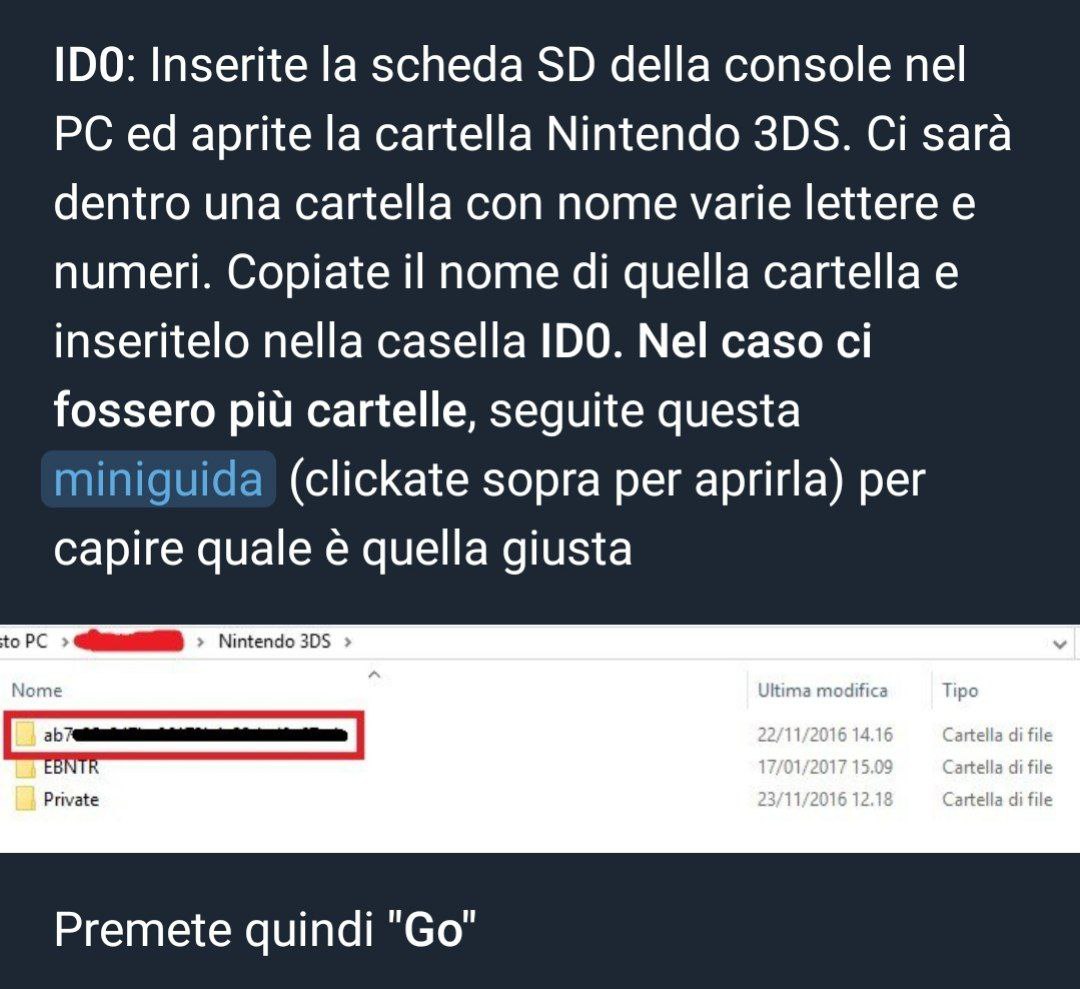 ID0: Inserite la scheda SD della console nel
PC ed aprite la cartella Nintendo 3DS. Ci sarà
dentro una cartella con nome varie lettere e
numeri. Copiate il nome di quella cartella e
inseritelo nella casella ID0. Nel caso ci
fossero più cartelle, seguite questa
miniguida (clickate sopra per aprirla) per
capire quale è quella giusta
sto PC > > Nintendo 3DS >
Nome Ultima modifica Tipo
ab7 22/11/2016 14.16 Cartella di file
EBNTR 17/01/2017 15.09 Cartella di file
Private 23/11/2016 12.18 Cartella di file
Premete quindi "Go"